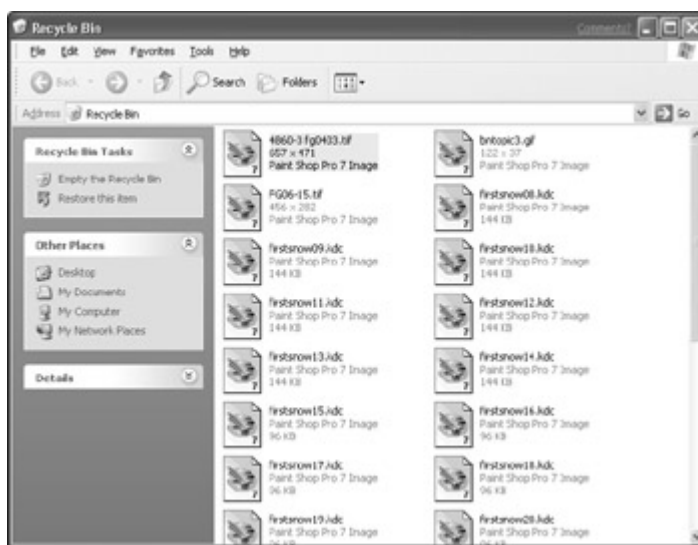 Recycle Bin
Comments?
File Edit View Favorites Tools Help
Back Search Folders
Address Recycle Bin Go
Recycle Bin Tasks
Empty the Recycle Bin
Restore this item
Other Places
Desktop
My Documents
My Computer
My Network Places
Details
4860-3 fg0433.tif
657 x 471
Paint Shop Pro 7 Image
bntopic3.gif
122 x 37
Paint Shop Pro 7 Image
FG06-15.tif
456 x 282
Paint Shop Pro 7 Image
firstsnow08.kdc
Paint Shop Pro 7 Image
144 KB
firstsnow09.kdc
Paint Shop Pro 7 Image
144 KB
firstsnow10.kdc
Paint Shop Pro 7 Image
144 KB
firstsnow11.kdc
Paint Shop Pro 7 Image
144 KB
firstsnow12.kdc
Paint Shop Pro 7 Image
144 KB
firstsnow13.kdc
Paint Shop Pro 7 Image
144 KB
firstsnow14.kdc
Paint Shop Pro 7 Image
144 KB
firstsnow15.kdc
Paint Shop Pro 7 Image
96 KB
firstsnow16.kdc
Paint Shop Pro 7 Image
96 KB
firstsnow17.kdc
Paint Shop Pro 7 Image
96 KB
firstsnow18.kdc
Paint Shop Pro 7 Image
96 KB
firstsnow19.kdc
Paint Shop Pro 7 Image
96 KB
firstsnow20.kdc
Paint Shop Pro 7 Image
96 KB